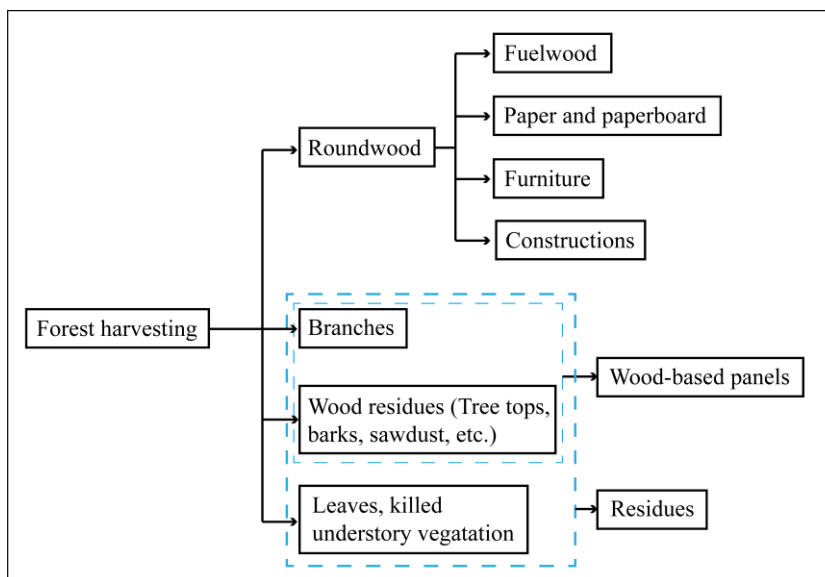 Fuelwood
Paper and paperboard
Roundwood
Furniture
Constructions
Forest harvesting
Branches
Wood-based panels
Wood residues (Tree tops,
barks, sawdust, etc.)
Leaves, killed
understory vegatation
Residues